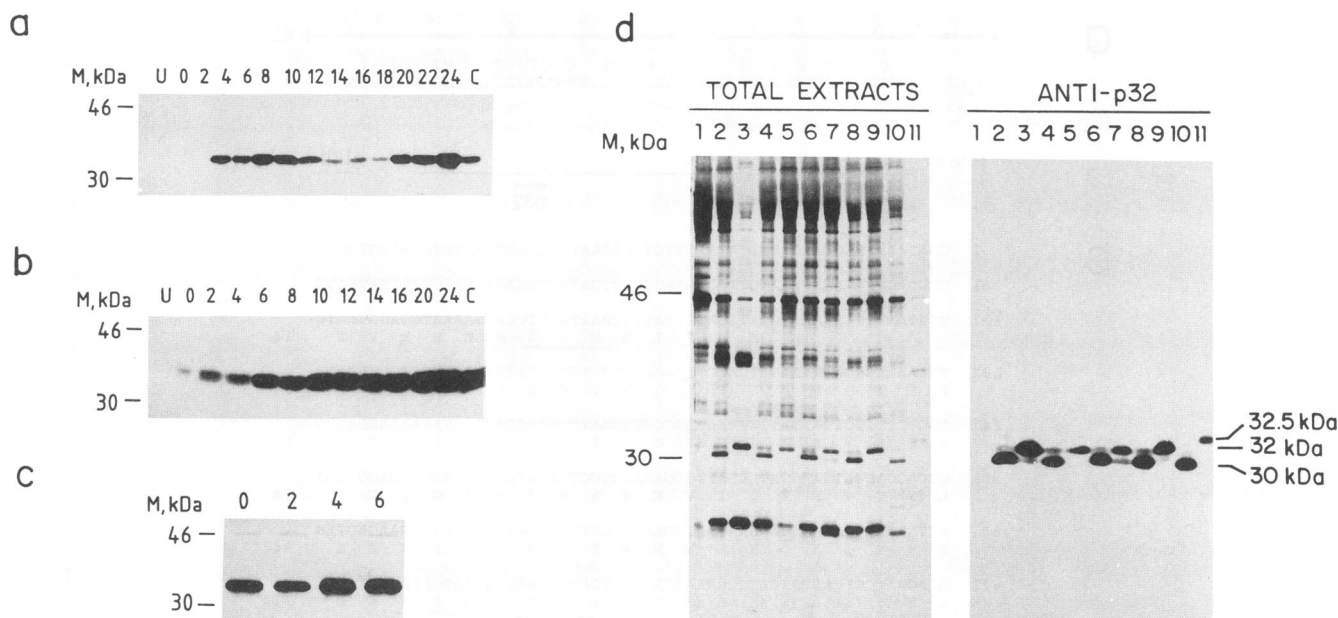 a
M, kDa U 0 2 4 6 8 10 12 14 16 18 20 22 24 C
46
30
b
M, kDa U 0 2 4 6 8 10 12 14 16 20 24 C
46
30
c
M, kDa 0 2 4 6
46
30
d
TOTAL EXTRACTS
M, kDa 1 2 3 4 5 6 7 8 9 10 11
46
30
ANTI-p32
1 2 3 4 5 6 7 8 9 10 11
32.5 kDa
32 kDa
30 kDa